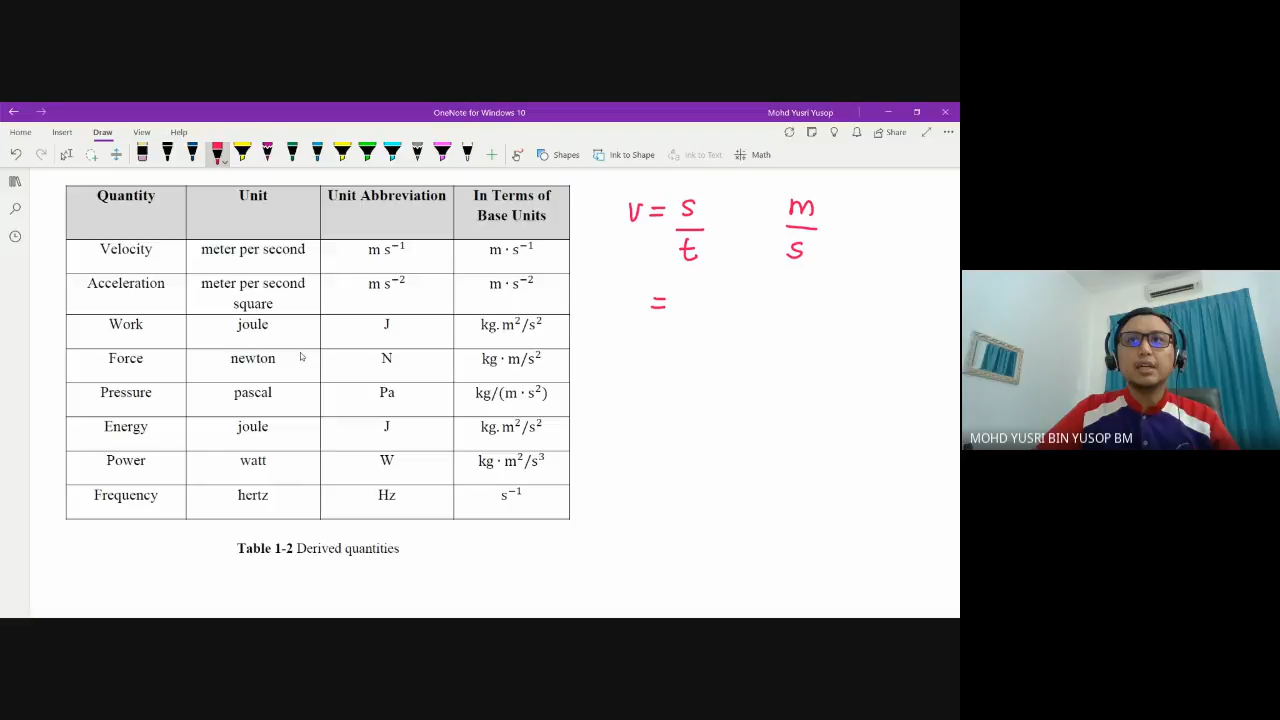 OneNote for Windows 10
Mohd Yusri Yusop
Home Insert Draw View Help
Share
Shapes Ink to Shape Ink to Text Math
Quantity Unit Unit Abbreviation In Terms of Base Units
Velocity meter per second m s⁻¹ m · s⁻¹
Acceleration meter per second square m s⁻² m · s⁻²
Work joule J kg. m²/s²
Force newton N kg · m/s²
Pressure pascal Pa kg/(m · s²)
Energy joule J kg. m²/s²
Power watt W kg · m²/s³
Frequency hertz Hz s⁻¹
Table 1-2 Derived quantities
v = s/t m/s
=
MOHD YUSRI BIN YUSOP BM